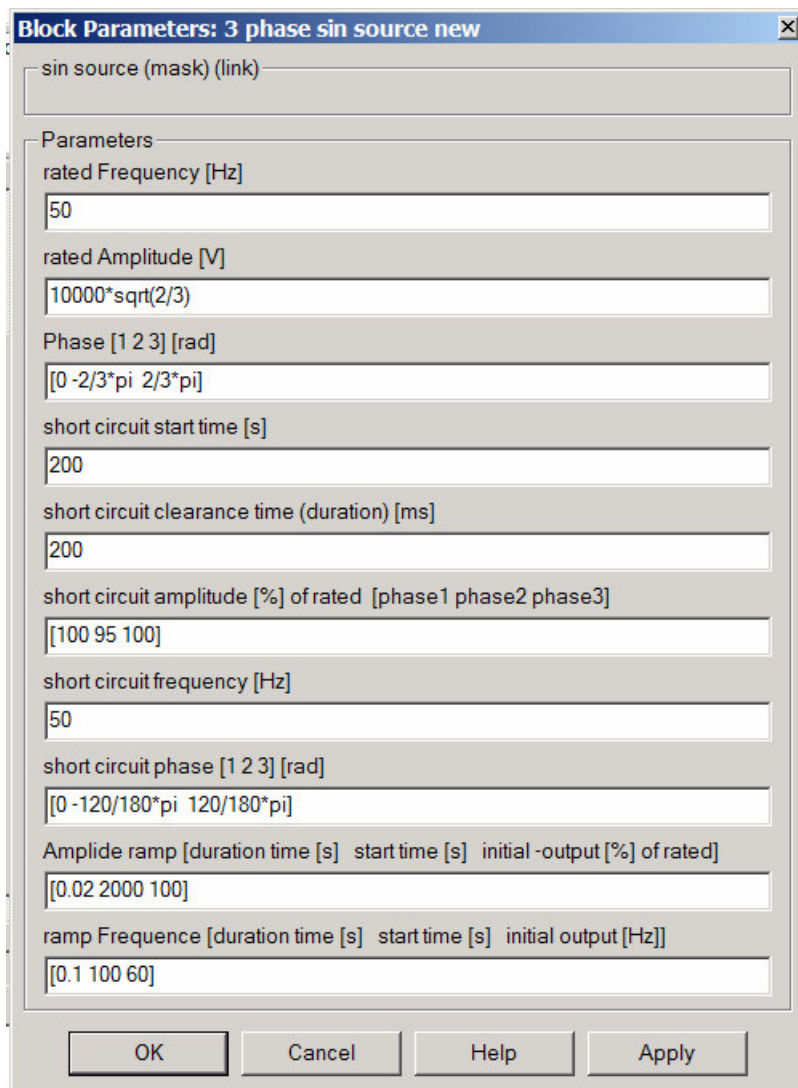 Block Parameters: 3 phase sin source new
sin source (mask) (link)
Parameters
rated Frequency [Hz]
50
rated Amplitude [V]
10000*sqrt(2/3)
Phase [1 2 3] [rad]
[0 -2/3*pi  2/3*pi]
short circuit start time [s]
200
short circuit clearance time (duration) [ms]
200
short circuit amplitude [%] of rated  [phase1 phase2 phase3]
[100 95 100]
short circuit frequency [Hz]
50
short circuit phase [1 2 3] [rad]
[0 -120/180*pi  120/180*pi]
Amplide ramp [duration time [s]   start time [s]   initial -output [%] of rated]
[0.02 2000 100]
ramp Frequence [duration time [s]   start time [s]   initial output [Hz]]
[0.1 100 60]
OK Cancel Help Apply